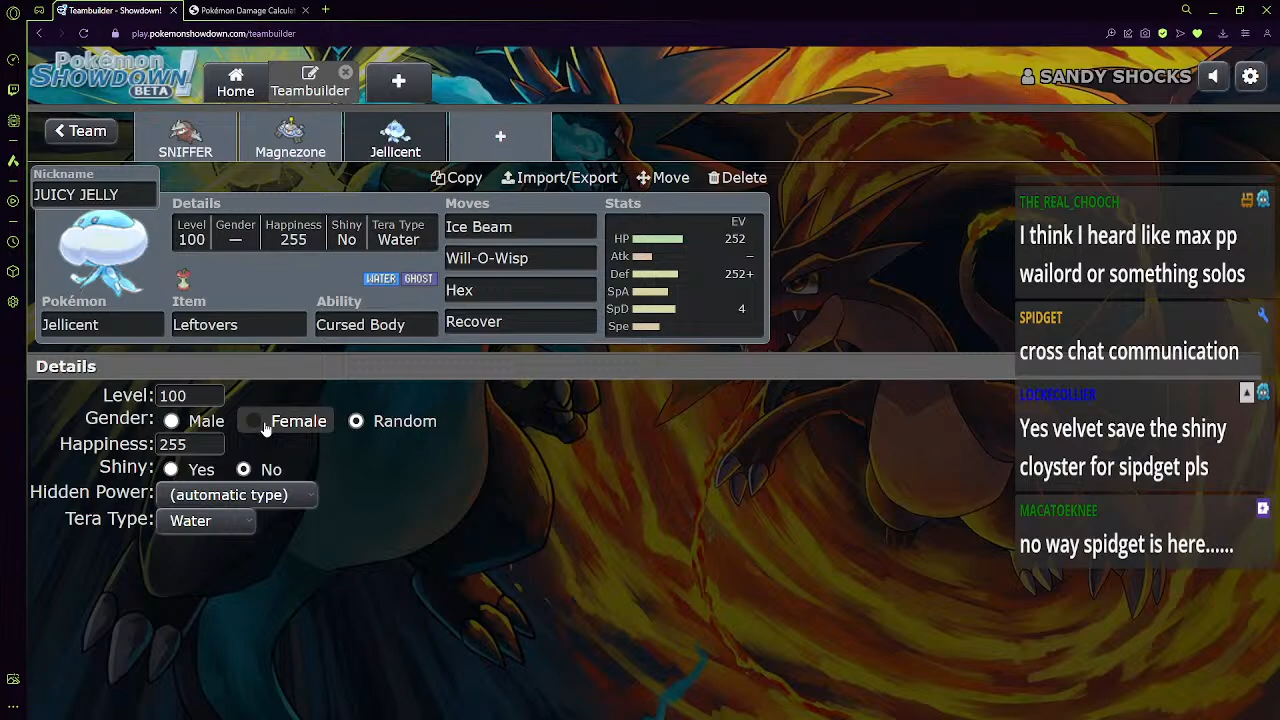 Teambuilder - Showdown!
Pokémon Damage Calculat
play.pokemonshowdown.com/teambuilder
Pokémon
SHOWDOWN!
BETA
Home
Teambuilder
SANDY SHOCKS
Team
SNIFFER
Magnezone
Jellicent
Copy
Import/Export
Move
Delete
Nickname
JUICY JELLY
Details
Level
100
Gender
—
Happiness
255
Shiny
No
Tera Type
Water
WATER
GHOST
Pokémon
Jellicent
Item
Leftovers
Ability
Cursed Body
Moves
Ice Beam
Will-O-Wisp
Hex
Recover
Stats
EV
HP 252
Atk –
Def 252+
SpA
SpD 4
Spe
Details
Level: 100
Gender: Male Female Random
Happiness: 255
Shiny: Yes No
Hidden Power: (automatic type)
Tera Type: Water
THE_REAL_CHOOCH
I think I heard like max pp
wailord or something solos
SPIDGET
cross chat communication
LOCKECOLLIER
Yes velvet save the shiny
cloyster for sipdget pls
MACATOEKNEE
no way spidget is here......